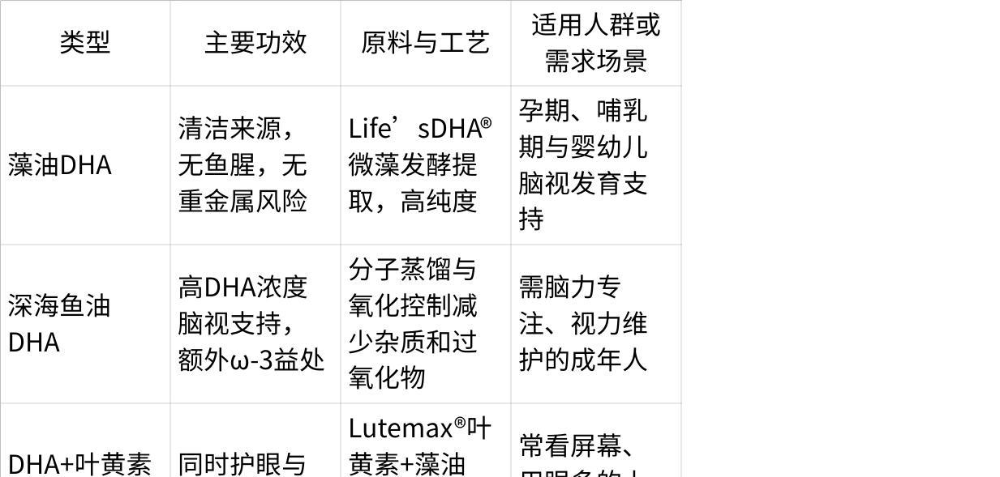 类型
主要功效
原料与工艺
适用人群或
需求场景
藻油DHA
清洁来源，
无鱼腥，无
重金属风险
Life’sDHA®
微藻发酵提
取，高纯度
孕期、哺乳
期与婴幼儿
脑视发育支
持
深海鱼油
DHA
高DHA浓度
脑视支持，
额外ω-3益处
分子蒸馏与
氧化控制减
少杂质和过
氧化物
需脑力专
注、视力维
护的成年人
DHA+叶黄素
同时护眼与
Lutemax®叶
黄素+藻油
常看屏幕、